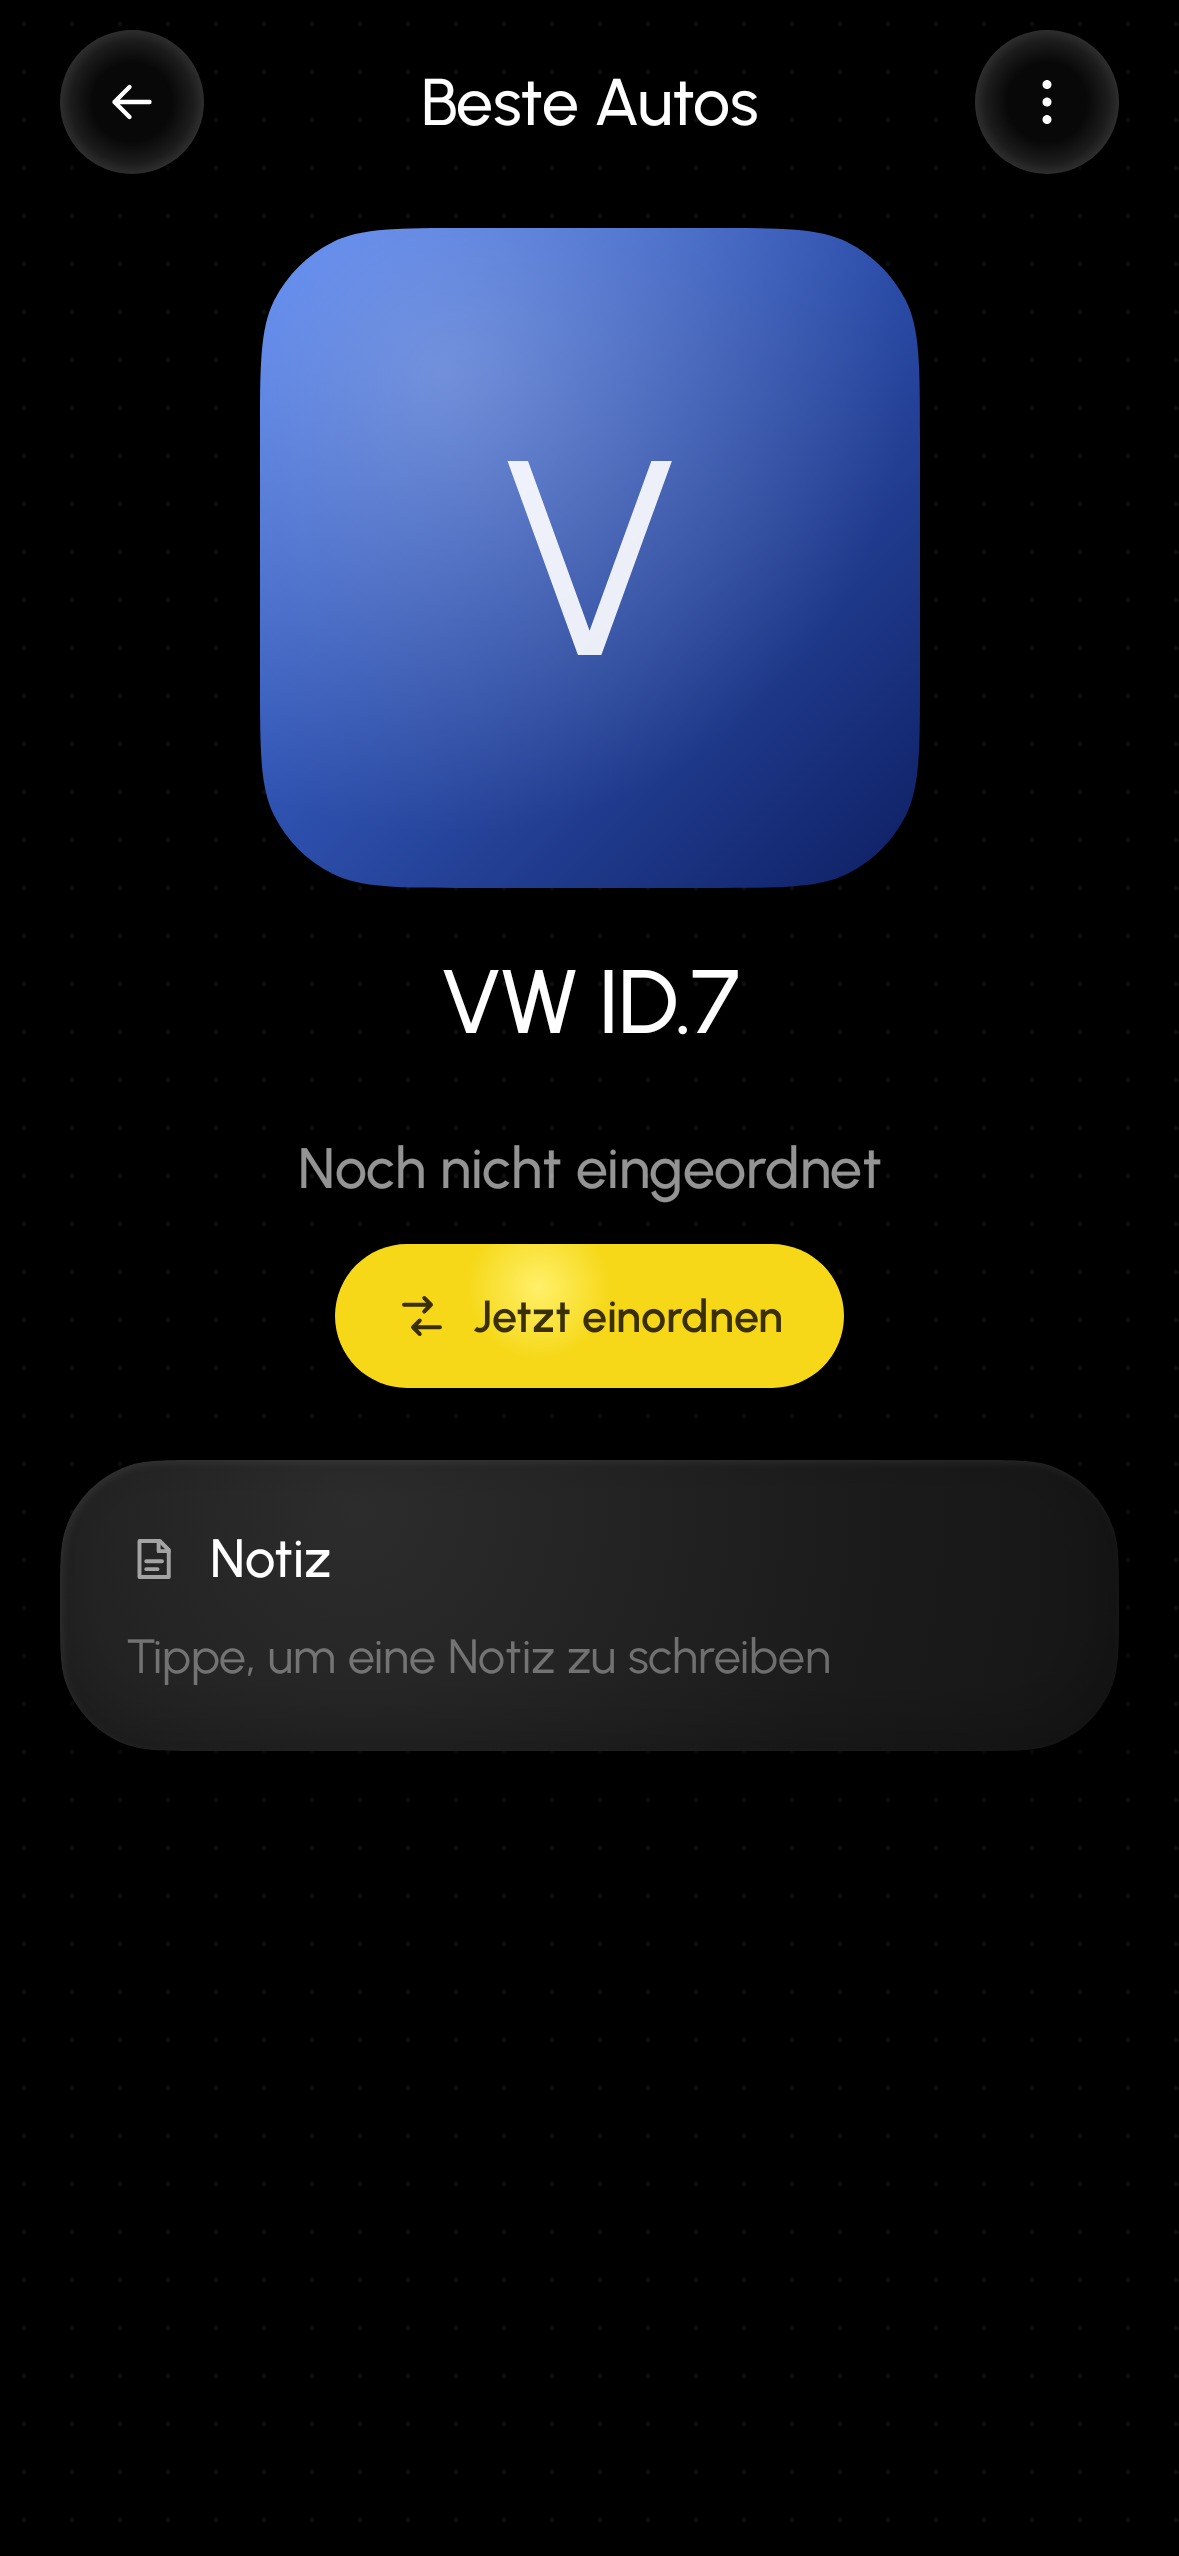 Beste Autos
V
VW ID.7
Noch nicht eingeordnet
Jetzt einordnen
Notiz
Tippe, um eine Notiz zu schreiben